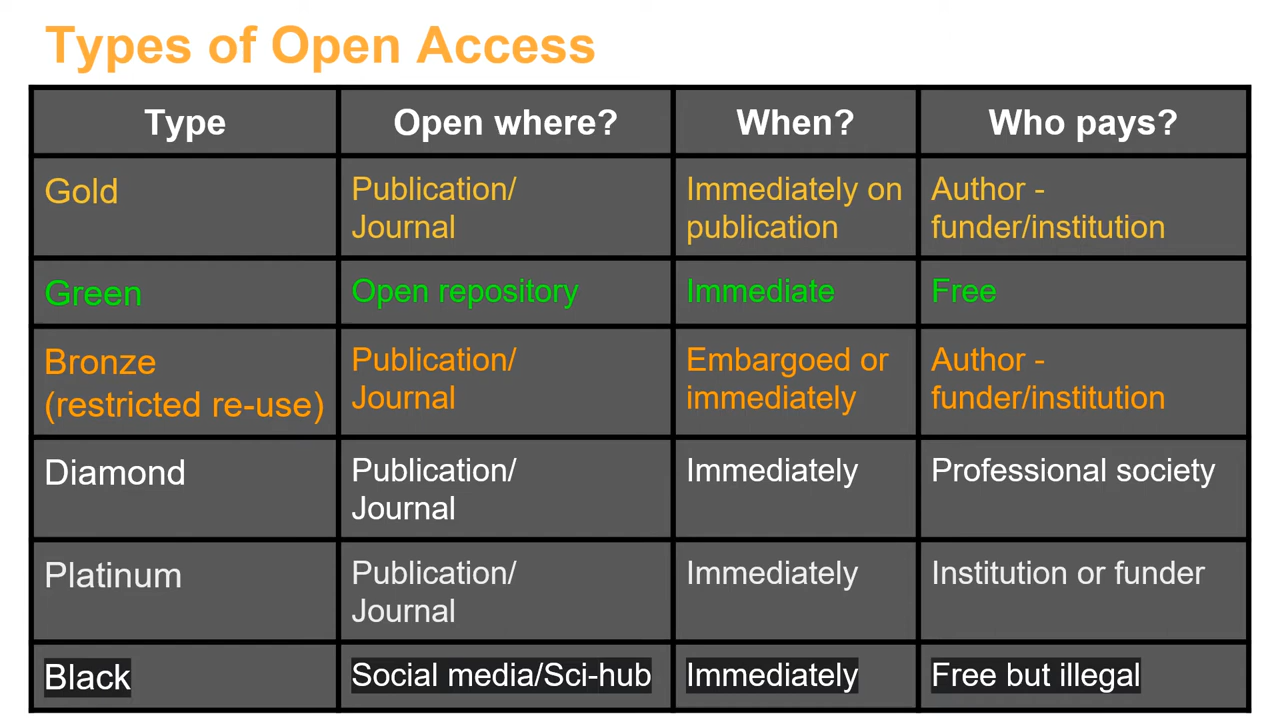 Types of Open Access
Type
Open where?
When?
Who pays?
Gold
Publication/
Journal
Immediately on
publication
Author -
funder/institution
Green
Open repository
Immediate
Free
Bronze
(restricted re-use)
Publication/
Journal
Embargoed or
immediately
Author -
funder/institution
Diamond
Publication/
Journal
Immediately
Professional society
Platinum
Publication/
Journal
Immediately
Institution or funder
Black
Social media/Sci-hub
Immediately
Free but illegal